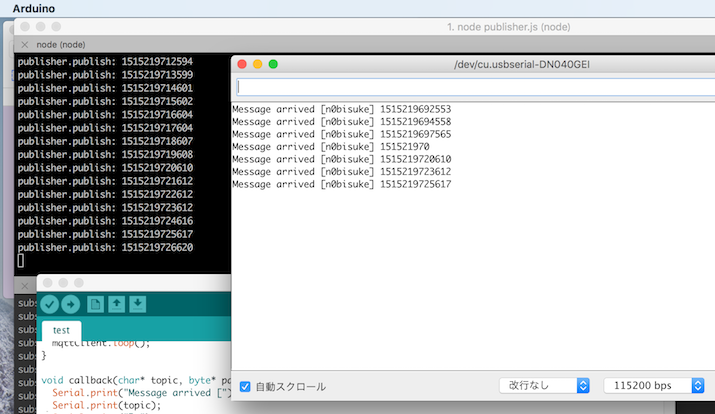 Arduino
1. node publisher.js (node)
node (node)
publisher.publish: 1515219712594
publisher.publish: 1515219713599
publisher.publish: 1515219714601
publisher.publish: 1515219715602
publisher.publish: 1515219716604
publisher.publish: 1515219717604
publisher.publish: 1515219718607
publisher.publish: 1515219719608
publisher.publish: 1515219720610
publisher.publish: 1515219721612
publisher.publish: 1515219722612
publisher.publish: 1515219723612
publisher.publish: 1515219724616
publisher.publish: 1515219725617
publisher.publish: 1515219726620
/dev/cu.usbserial-DN040GEI
Message arrived [n0bisuke] 1515219692553
Message arrived [n0bisuke] 1515219694558
Message arrived [n0bisuke] 1515219697565
Message arrived [n0bisuke] 151521970
Message arrived [n0bisuke] 1515219720610
Message arrived [n0bisuke] 1515219723612
Message arrived [n0bisuke] 1515219725617
自動スクロール
改行なし
115200 bps
test
mqttClient.loop();
}
void callback(char* topic, byte* pa
Serial.print("Message arrived [")
Serial.print(topic);
subs
subs
subs
subs
subs
subs
subs
subs